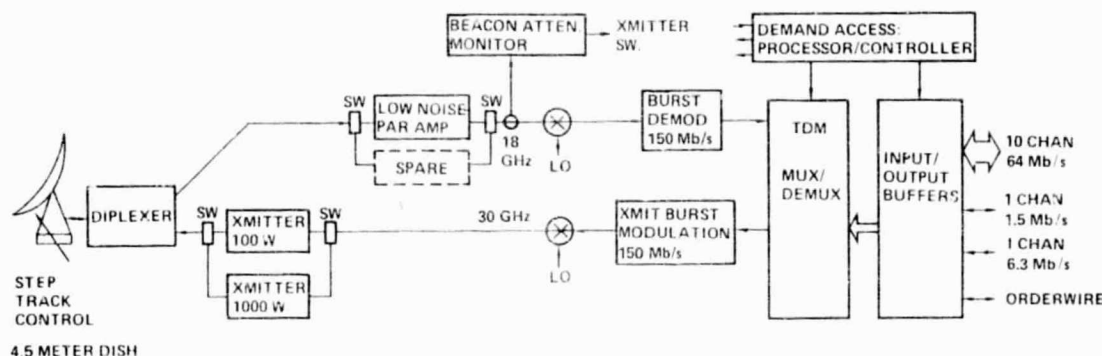 BEACON ATTEN
MONITOR
XMITTER
SW.
DEMAND ACCESS:
PROCESSOR/CONTROLLER
SW
LOW NOISE
PAR AMP
SW
SPARE
18
GHz
LO
BURST
DEMOD
150 Mb/s
TDM
MUX/
DEMUX
INPUT/
OUTPUT
BUFFERS
10 CHAN
64 Mb/s
1 CHAN
1.5 Mb/s
1 CHAN
6.3 Mb/s
ORDERWIRE
DIPLEXER
SW
XMITTER
100 W
SW
30 GHz
LO
XMIT BURST
MODULATION
150 Mb/s
XMITTER
1000 W
STEP
TRACK
CONTROL
4.5 METER DISH